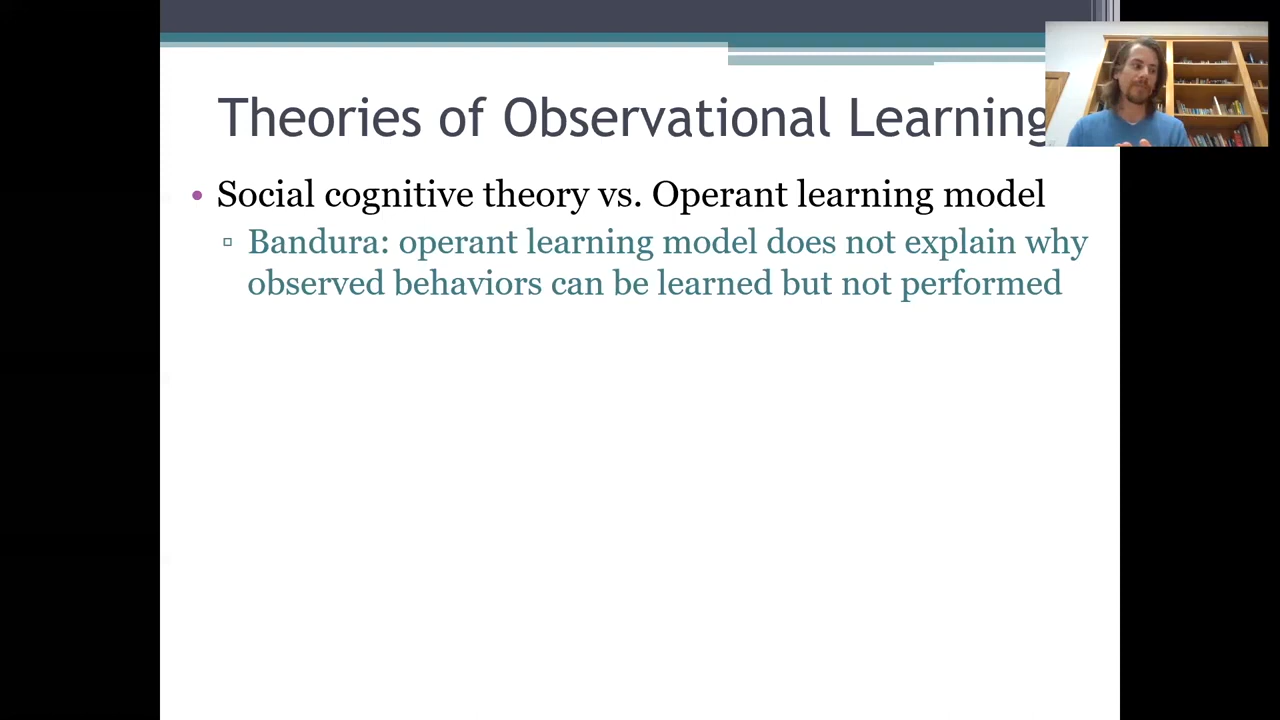 Theories of Observational Learning
• Social cognitive theory vs. Operant learning model
▫ Bandura: operant learning model does not explain why
observed behaviors can be learned but not performed